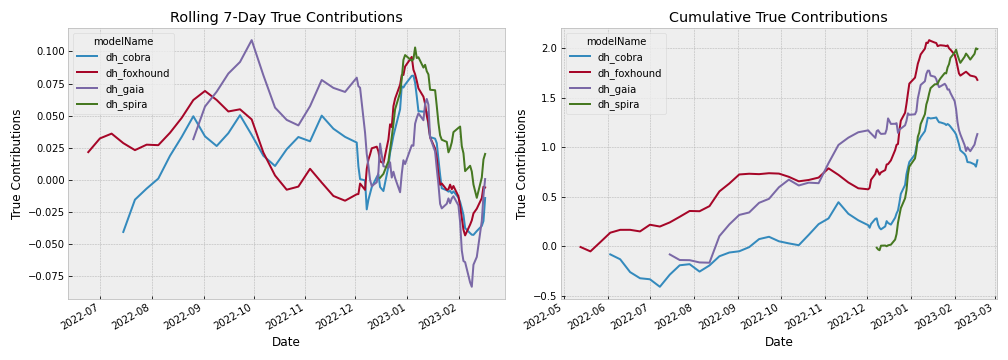 Rolling 7-Day True Contributions
True Contributions
0.100
0.075
0.050
0.025
0.000
−0.025
−0.050
−0.075
modelName
dh_cobra
dh_foxhound
dh_gaia
dh_spira
2022-07
2022-08
2022-09
2022-10
2022-11
2022-12
2023-01
2023-02
Date
Cumulative True Contributions
True Contributions
2.0
1.5
1.0
0.5
0.0
−0.5
modelName
dh_cobra
dh_foxhound
dh_gaia
dh_spira
2022-05
2022-06
2022-07
2022-08
2022-09
2022-10
2022-11
2022-12
2023-01
2023-02
2023-03
Date